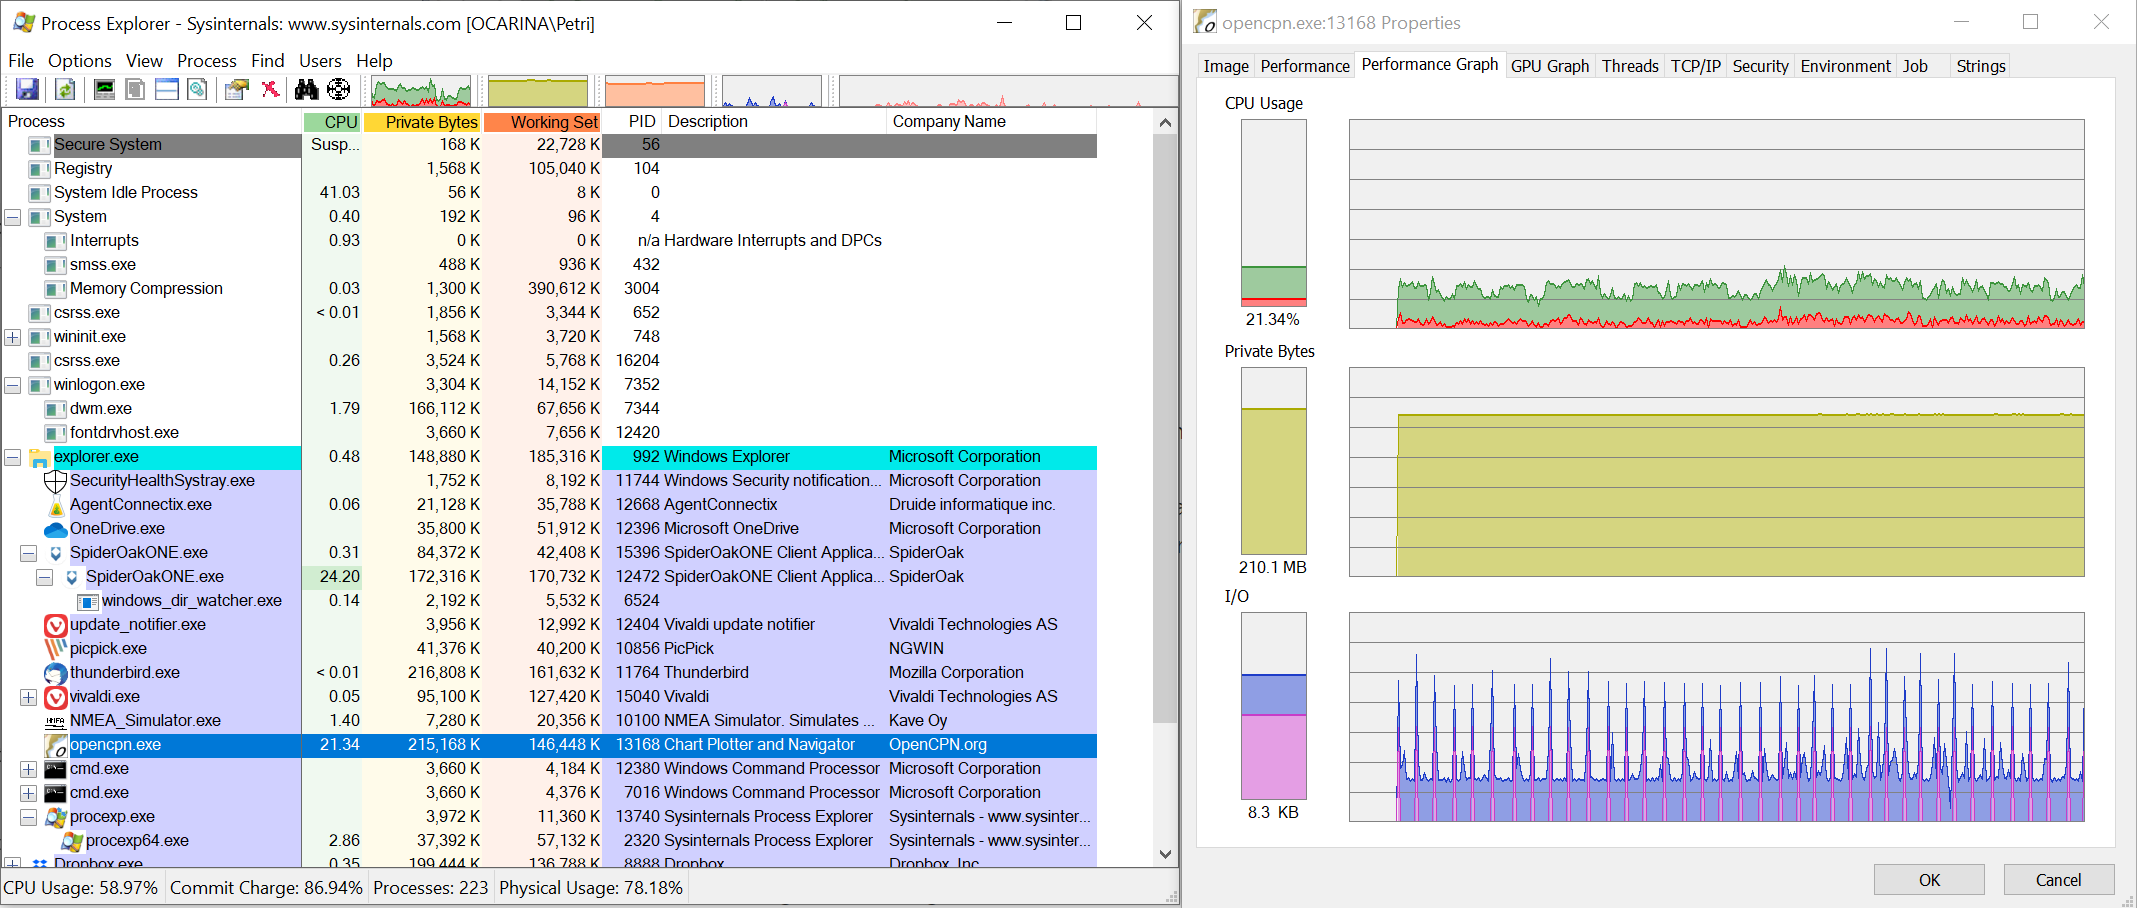 Process Explorer - Sysinternals: www.sysinternals.com [OCARINA\Petri]
File Options View Process Find Users Help
Process CPU Private Bytes Working Set PID Description Company Name
Secure System Susp... 168 K 22,728 K 56
Registry 1,568 K 105,040 K 104
System Idle Process 41.03 56 K 8 K 0
System 0.40 192 K 96 K 4
Interrupts 0.93 0 K 0 K n/a Hardware Interrupts and DPCs
smss.exe 488 K 936 K 432
Memory Compression 0.03 1,300 K 390,612 K 3004
csrss.exe < 0.01 1,856 K 3,344 K 652
wininit.exe 1,568 K 3,720 K 748
csrss.exe 0.26 3,524 K 5,768 K 16204
winlogon.exe 3,304 K 14,152 K 7352
dwm.exe 1.79 166,112 K 67,656 K 7344
fontdrvhost.exe 3,660 K 7,656 K 12420
explorer.exe 0.48 148,880 K 185,316 K 992 Windows Explorer Microsoft Corporation
SecurityHealthSystray.exe 1,752 K 8,192 K 11744 Windows Security notification... Microsoft Corporation
AgentConnectix.exe 0.06 21,128 K 35,788 K 12668 AgentConnectix Druide informatique inc.
OneDrive.exe 35,800 K 51,912 K 12396 Microsoft OneDrive Microsoft Corporation
SpiderOakONE.exe 0.31 84,372 K 42,408 K 15396 SpiderOakONE Client Applica... SpiderOak
SpiderOakONE.exe 24.20 172,316 K 170,732 K 12472 SpiderOakONE Client Applica... SpiderOak
windows_dir_watcher.exe 0.14 2,192 K 5,532 K 6524
update_notifier.exe 3,956 K 12,992 K 12404 Vivaldi update notifier Vivaldi Technologies AS
picpick.exe 41,376 K 40,200 K 10856 PicPick NGWIN
thunderbird.exe < 0.01 216,808 K 161,632 K 11764 Thunderbird Mozilla Corporation
vivaldi.exe 0.05 95,100 K 127,420 K 15040 Vivaldi Vivaldi Technologies AS
NMEA_Simulator.exe 1.40 7,280 K 20,356 K 10100 NMEA Simulator. Simulates ... Kave Oy
opencpn.exe 21.34 215,168 K 146,448 K 13168 Chart Plotter and Navigator OpenCPN.org
cmd.exe 3,660 K 4,184 K 12380 Windows Command Processor Microsoft Corporation
cmd.exe 3,660 K 4,376 K 7016 Windows Command Processor Microsoft Corporation
procexp.exe 3,972 K 11,360 K 13740 Sysinternals Process Explorer Sysinternals - www.sysinter...
procexp64.exe 2.86 37,392 K 57,132 K 2320 Sysinternals Process Explorer Sysinternals - www.sysinter...
Dropbox.exe 0.35 199,444 K 136,788 K 8888 Dropbox Dropbox, Inc.
CPU Usage: 58.97% Commit Charge: 86.94% Processes: 223 Physical Usage: 78.18%
opencpn.exe:13168 Properties
Image Performance Performance Graph GPU Graph Threads TCP/IP Security Environment Job Strings
CPU Usage
21.34%
Private Bytes
210.1 MB
I/O
8.3 KB
OK Cancel